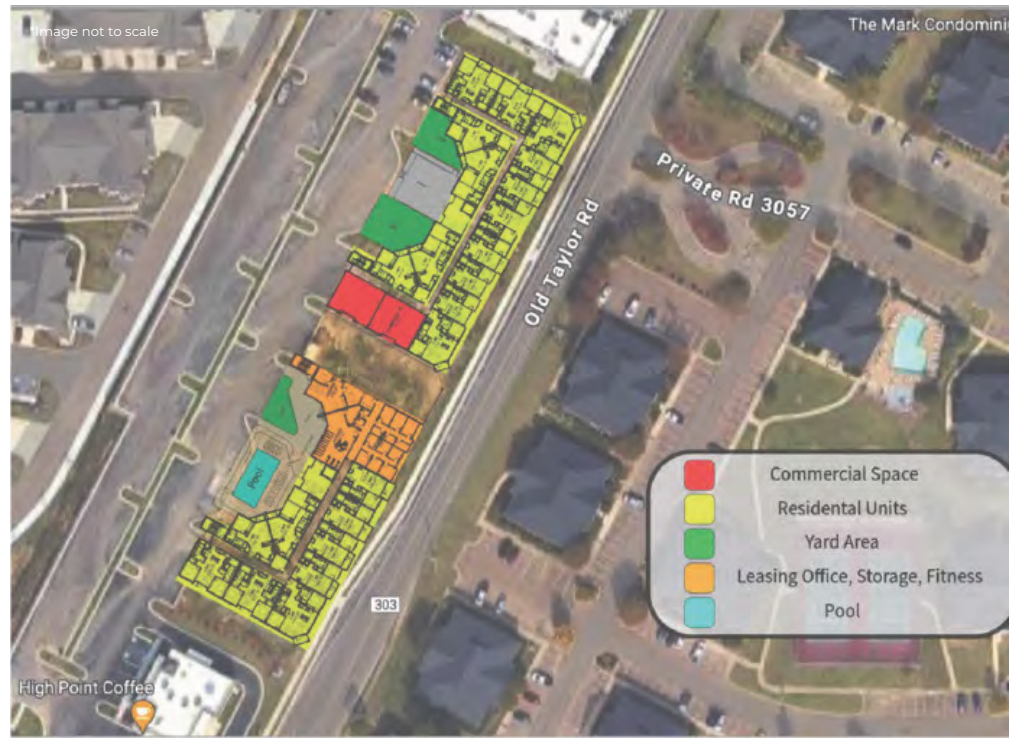 *Image not to scale
The Mark Condomini
Private Rd 3057
Old Taylor Rd
Pool
303
High Point Coffee
Commercial Space
Residental Units
Yard Area
Leasing Office, Storage, Fitness
Pool